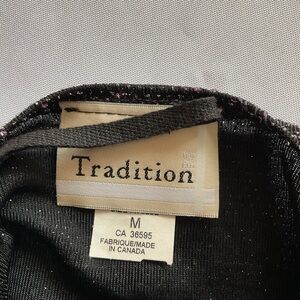 Tradition
M
CA 36595
FABRIQUE/MADE
IN CANADA